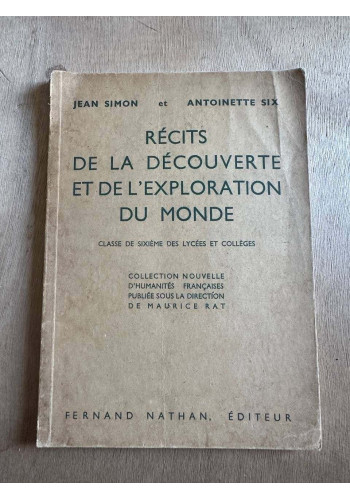 JEAN SIMON et ANTOINETTE SIX
RÉCITS
DE LA DÉCOUVERTE
ET DE L'EXPLORATION
DU MONDE
CLASSE DE SIXIÈME DES LYCÉES ET COLLÈGES
COLLECTION NOUVELLE
D'HUMANITÉS FRANÇAISES
PUBLIÉE SOUS LA DIRECTION
DE MAURICE RAT
FERNAND NATHAN, ÉDITEUR